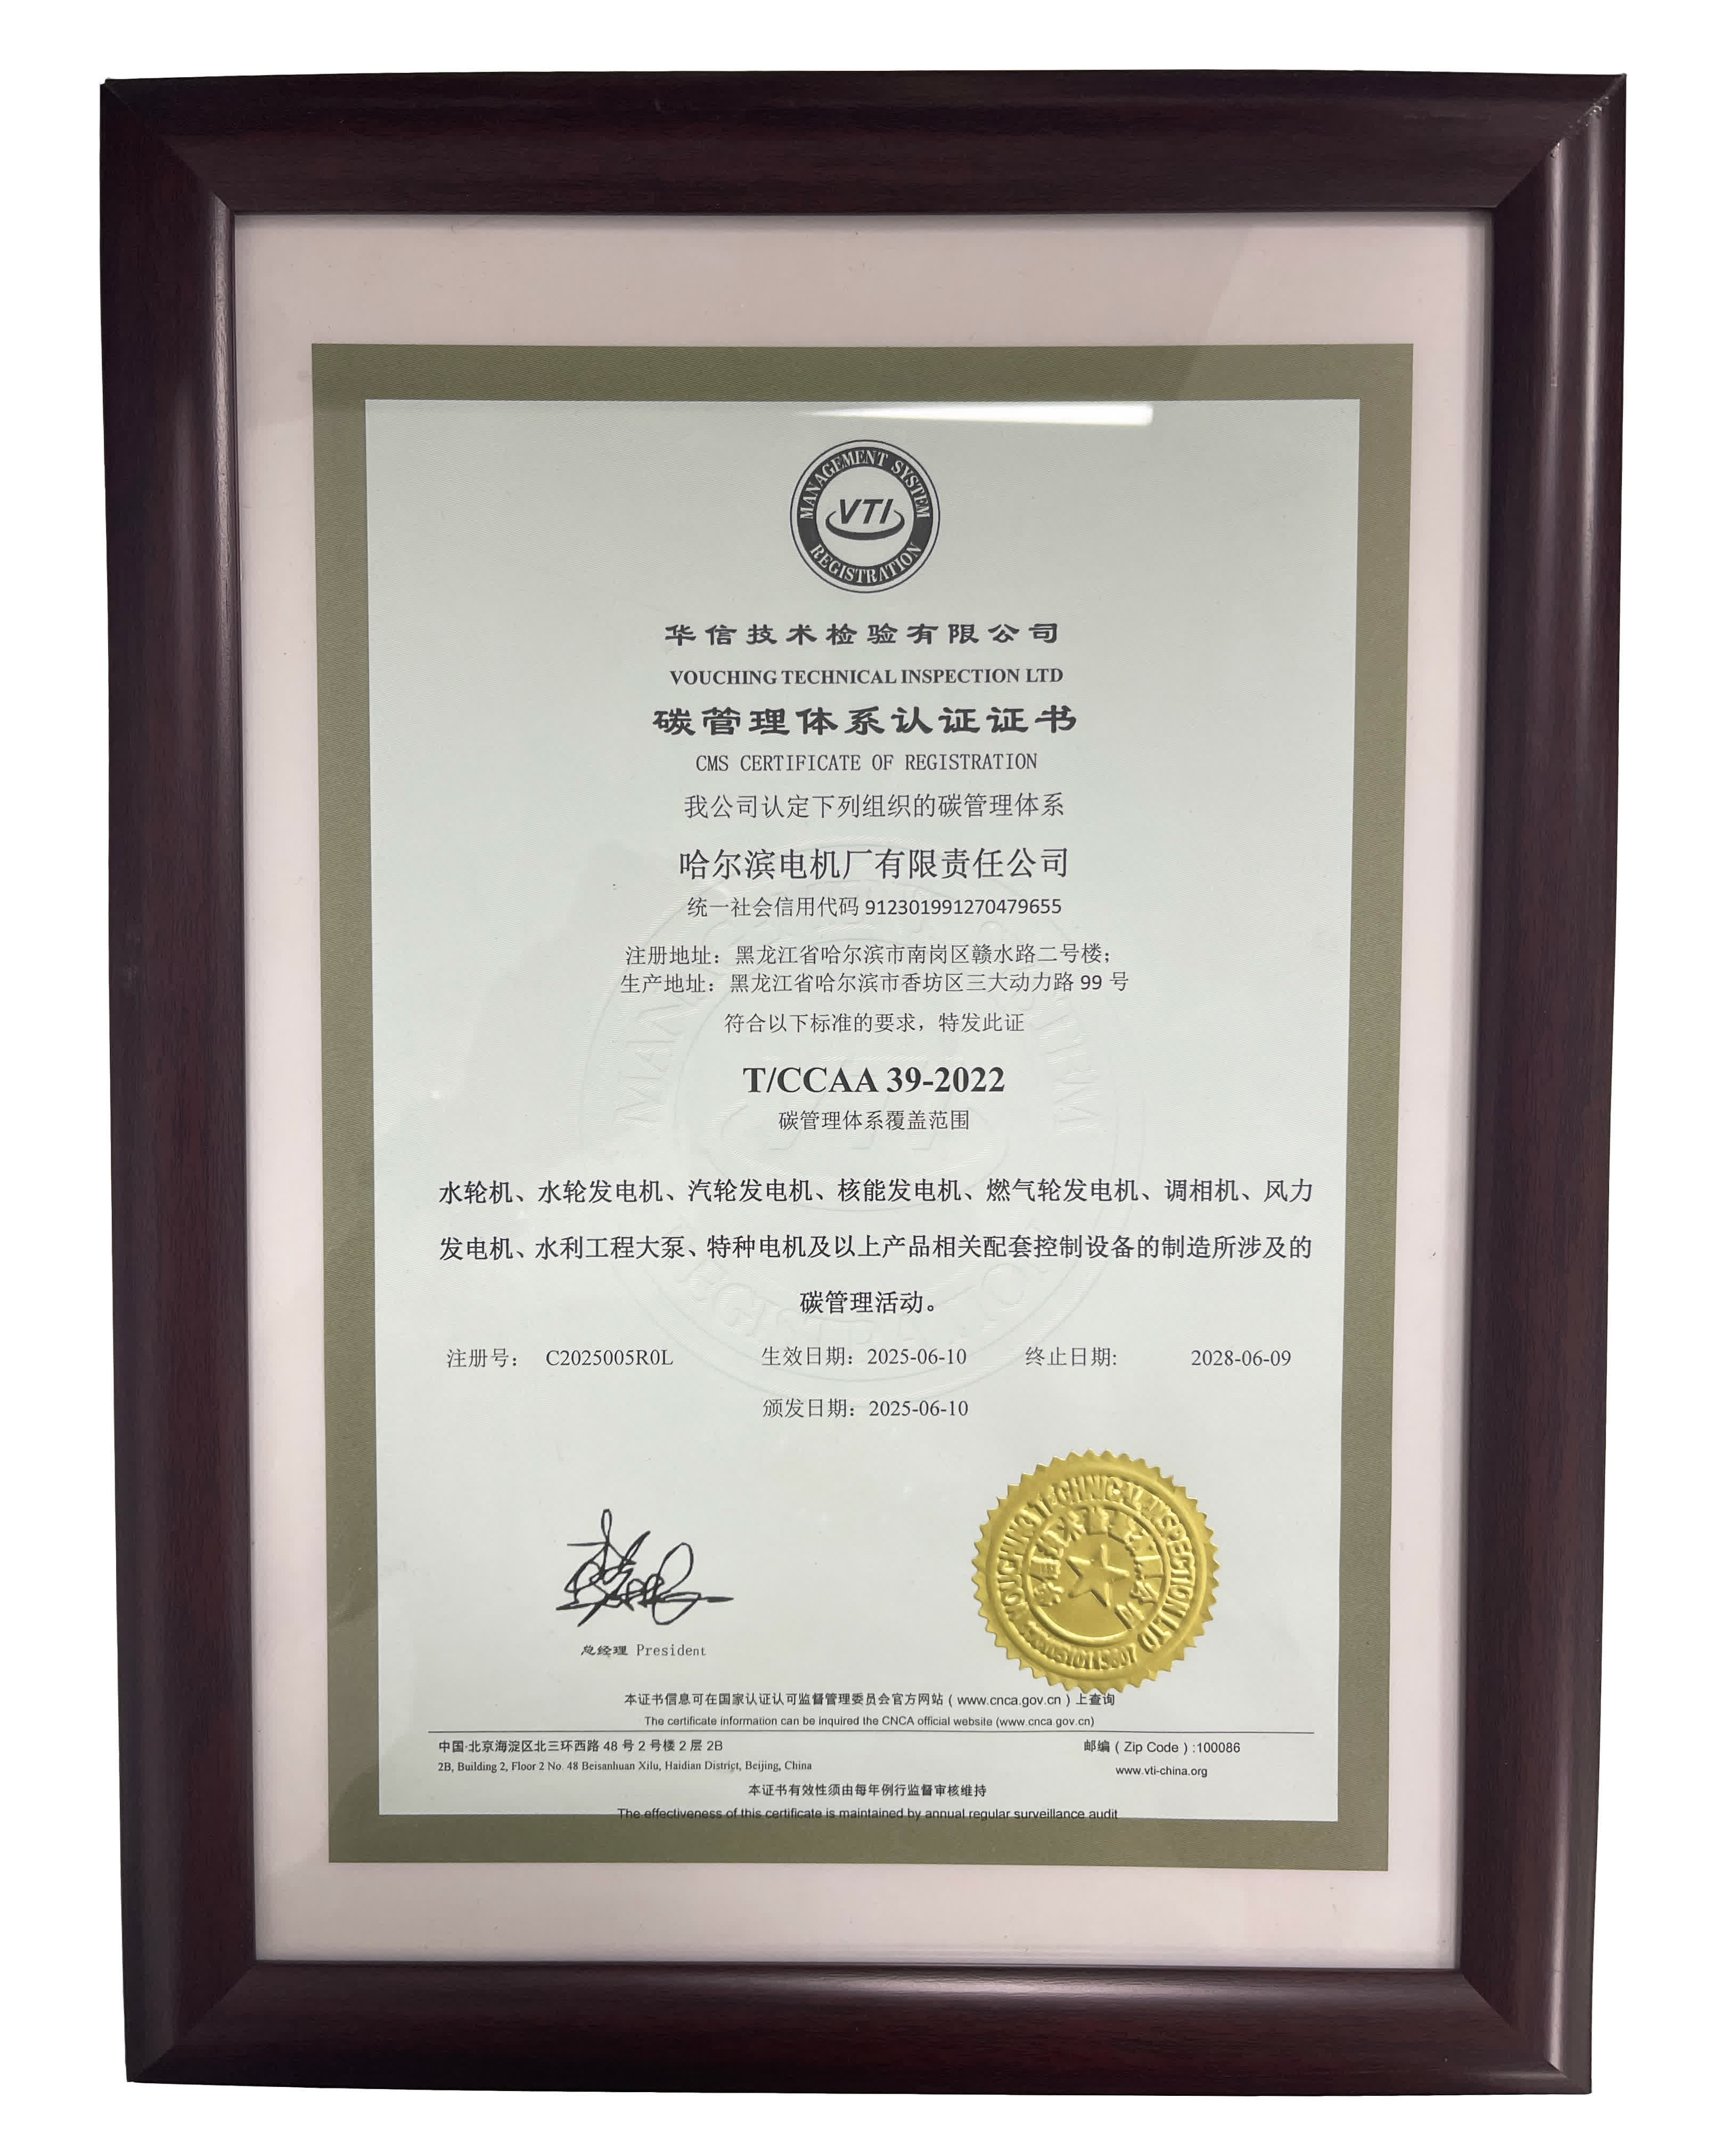 MANAGEMENT SYSTEM
VTI
REGISTRATION
华信技术检验有限公司
VOUCHING TECHNICAL INSPECTION LTD
碳管理体系认证证书
CMS CERTIFICATE OF REGISTRATION
我公司认定下列组织的碳管理体系
哈尔滨电机厂有限责任公司
统一社会信用代码 912301991270479655
注册地址：黑龙江省哈尔滨市南岗区赣水路二号楼；
生产地址：黑龙江省哈尔滨市香坊区三大动力路 99 号
符合以下标准的要求，特发此证
T/CCAA 39-2022
碳管理体系覆盖范围
水轮机、水轮发电机、汽轮发电机、核能发电机、燃气轮发电机、调相机、风力
发电机、水利工程大泵、特种电机及以上产品相关配套控制设备的制造所涉及的
碳管理活动。
注册号： C2025005R0L 生效日期：2025-06-10 终止日期: 2028-06-09
颁发日期：2025-06-10
VOUCHING TECHNICAL INSPECTION LTD
总经理 President
本证书信息可在国家认证认可监督管理委员会官方网站（www.cnca.gov.cn）上查询
The certificate information can be inquired the CNCA official website (www.cnca.gov.cn)
中国·北京海淀区北三环西路 48 号 2 号楼 2 层 2B 邮编（Zip Code）:100086
2B, Building 2, Floor 2 No. 48 Beisanhuan Xilu, Haidian District, Beijing, China www.vti-china.org
本证书有效性须由每年例行监督审核维持
The effectiveness of this certificate is maintained by annual regular surveillance audit